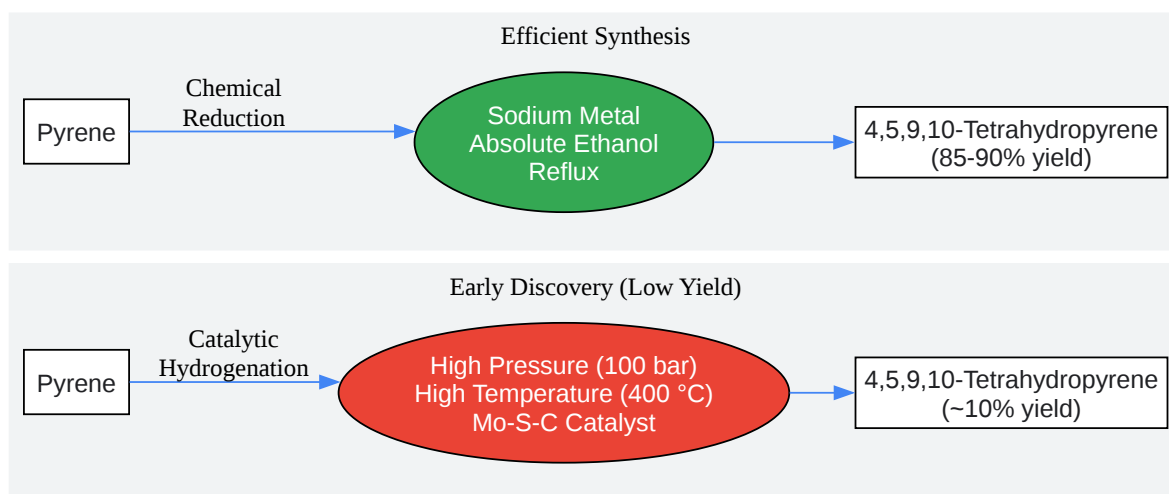 Efficient Synthesis
Pyrene
Chemical
Reduction
Sodium Metal
Absolute Ethanol
Reflux
4,5,9,10-Tetrahydropyrene
(85-90% yield)
Early Discovery (Low Yield)
Pyrene
Catalytic
Hydrogenation
High Pressure (100 bar)
High Temperature (400 °C)
Mo-S-C Catalyst
4,5,9,10-Tetrahydropyrene
(~10% yield)